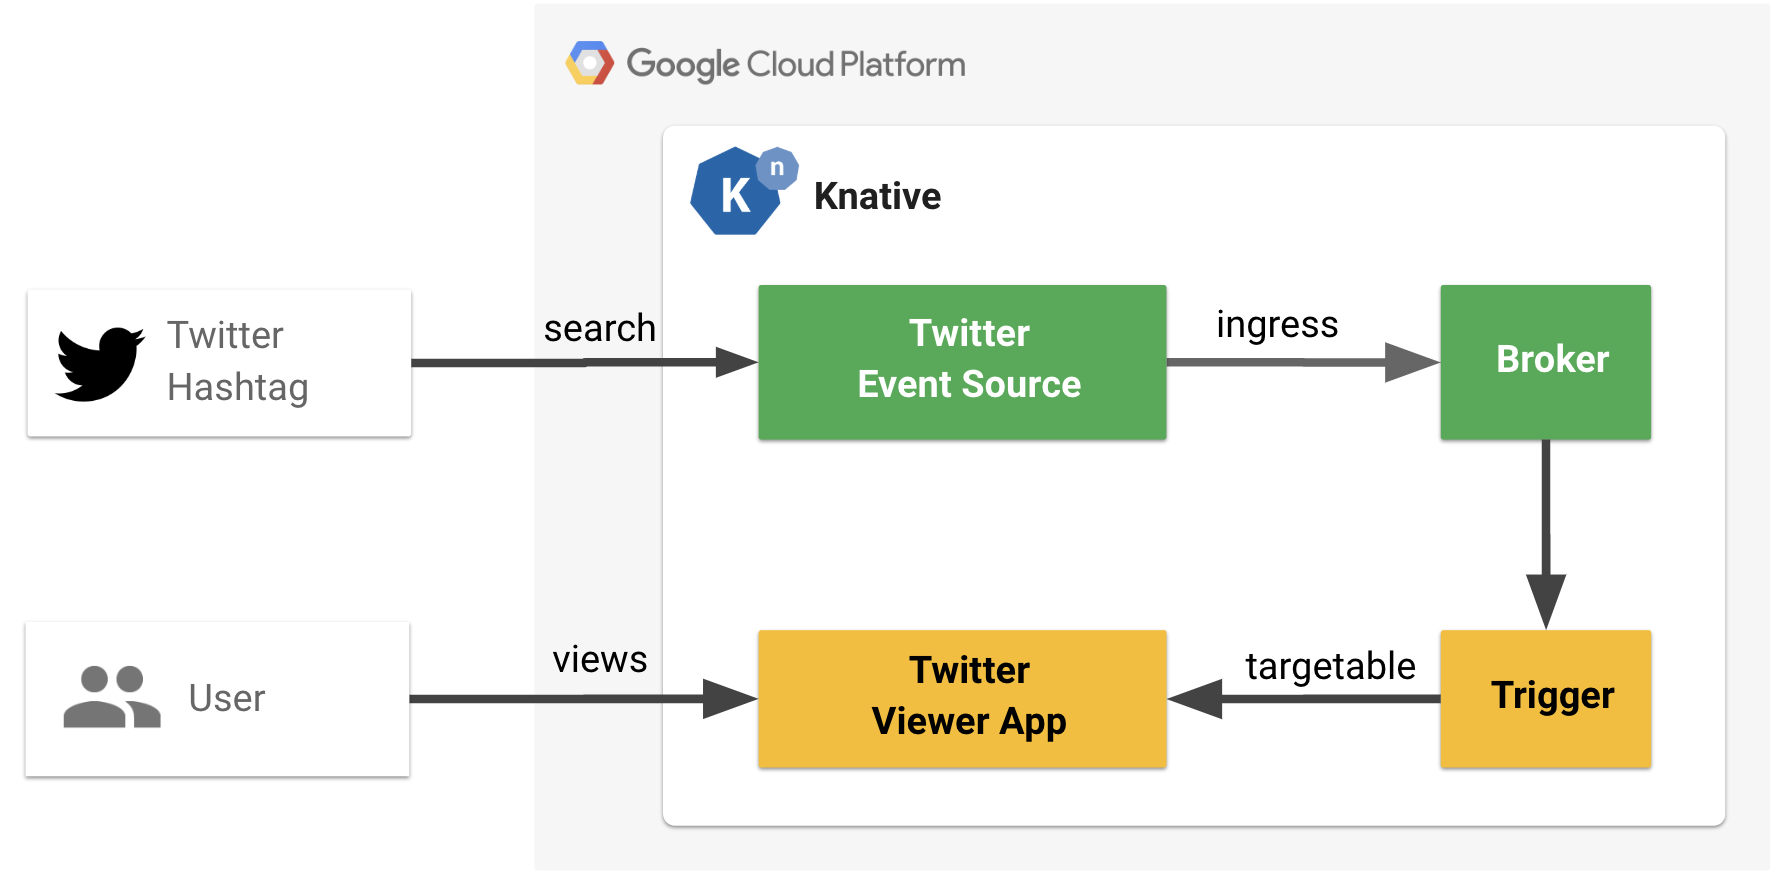 Google Cloud Platform
K n
Knative
Twitter
Hashtag
search
Twitter
Event Source
ingress
Broker
User
views
Twitter
Viewer App
targetable
Trigger